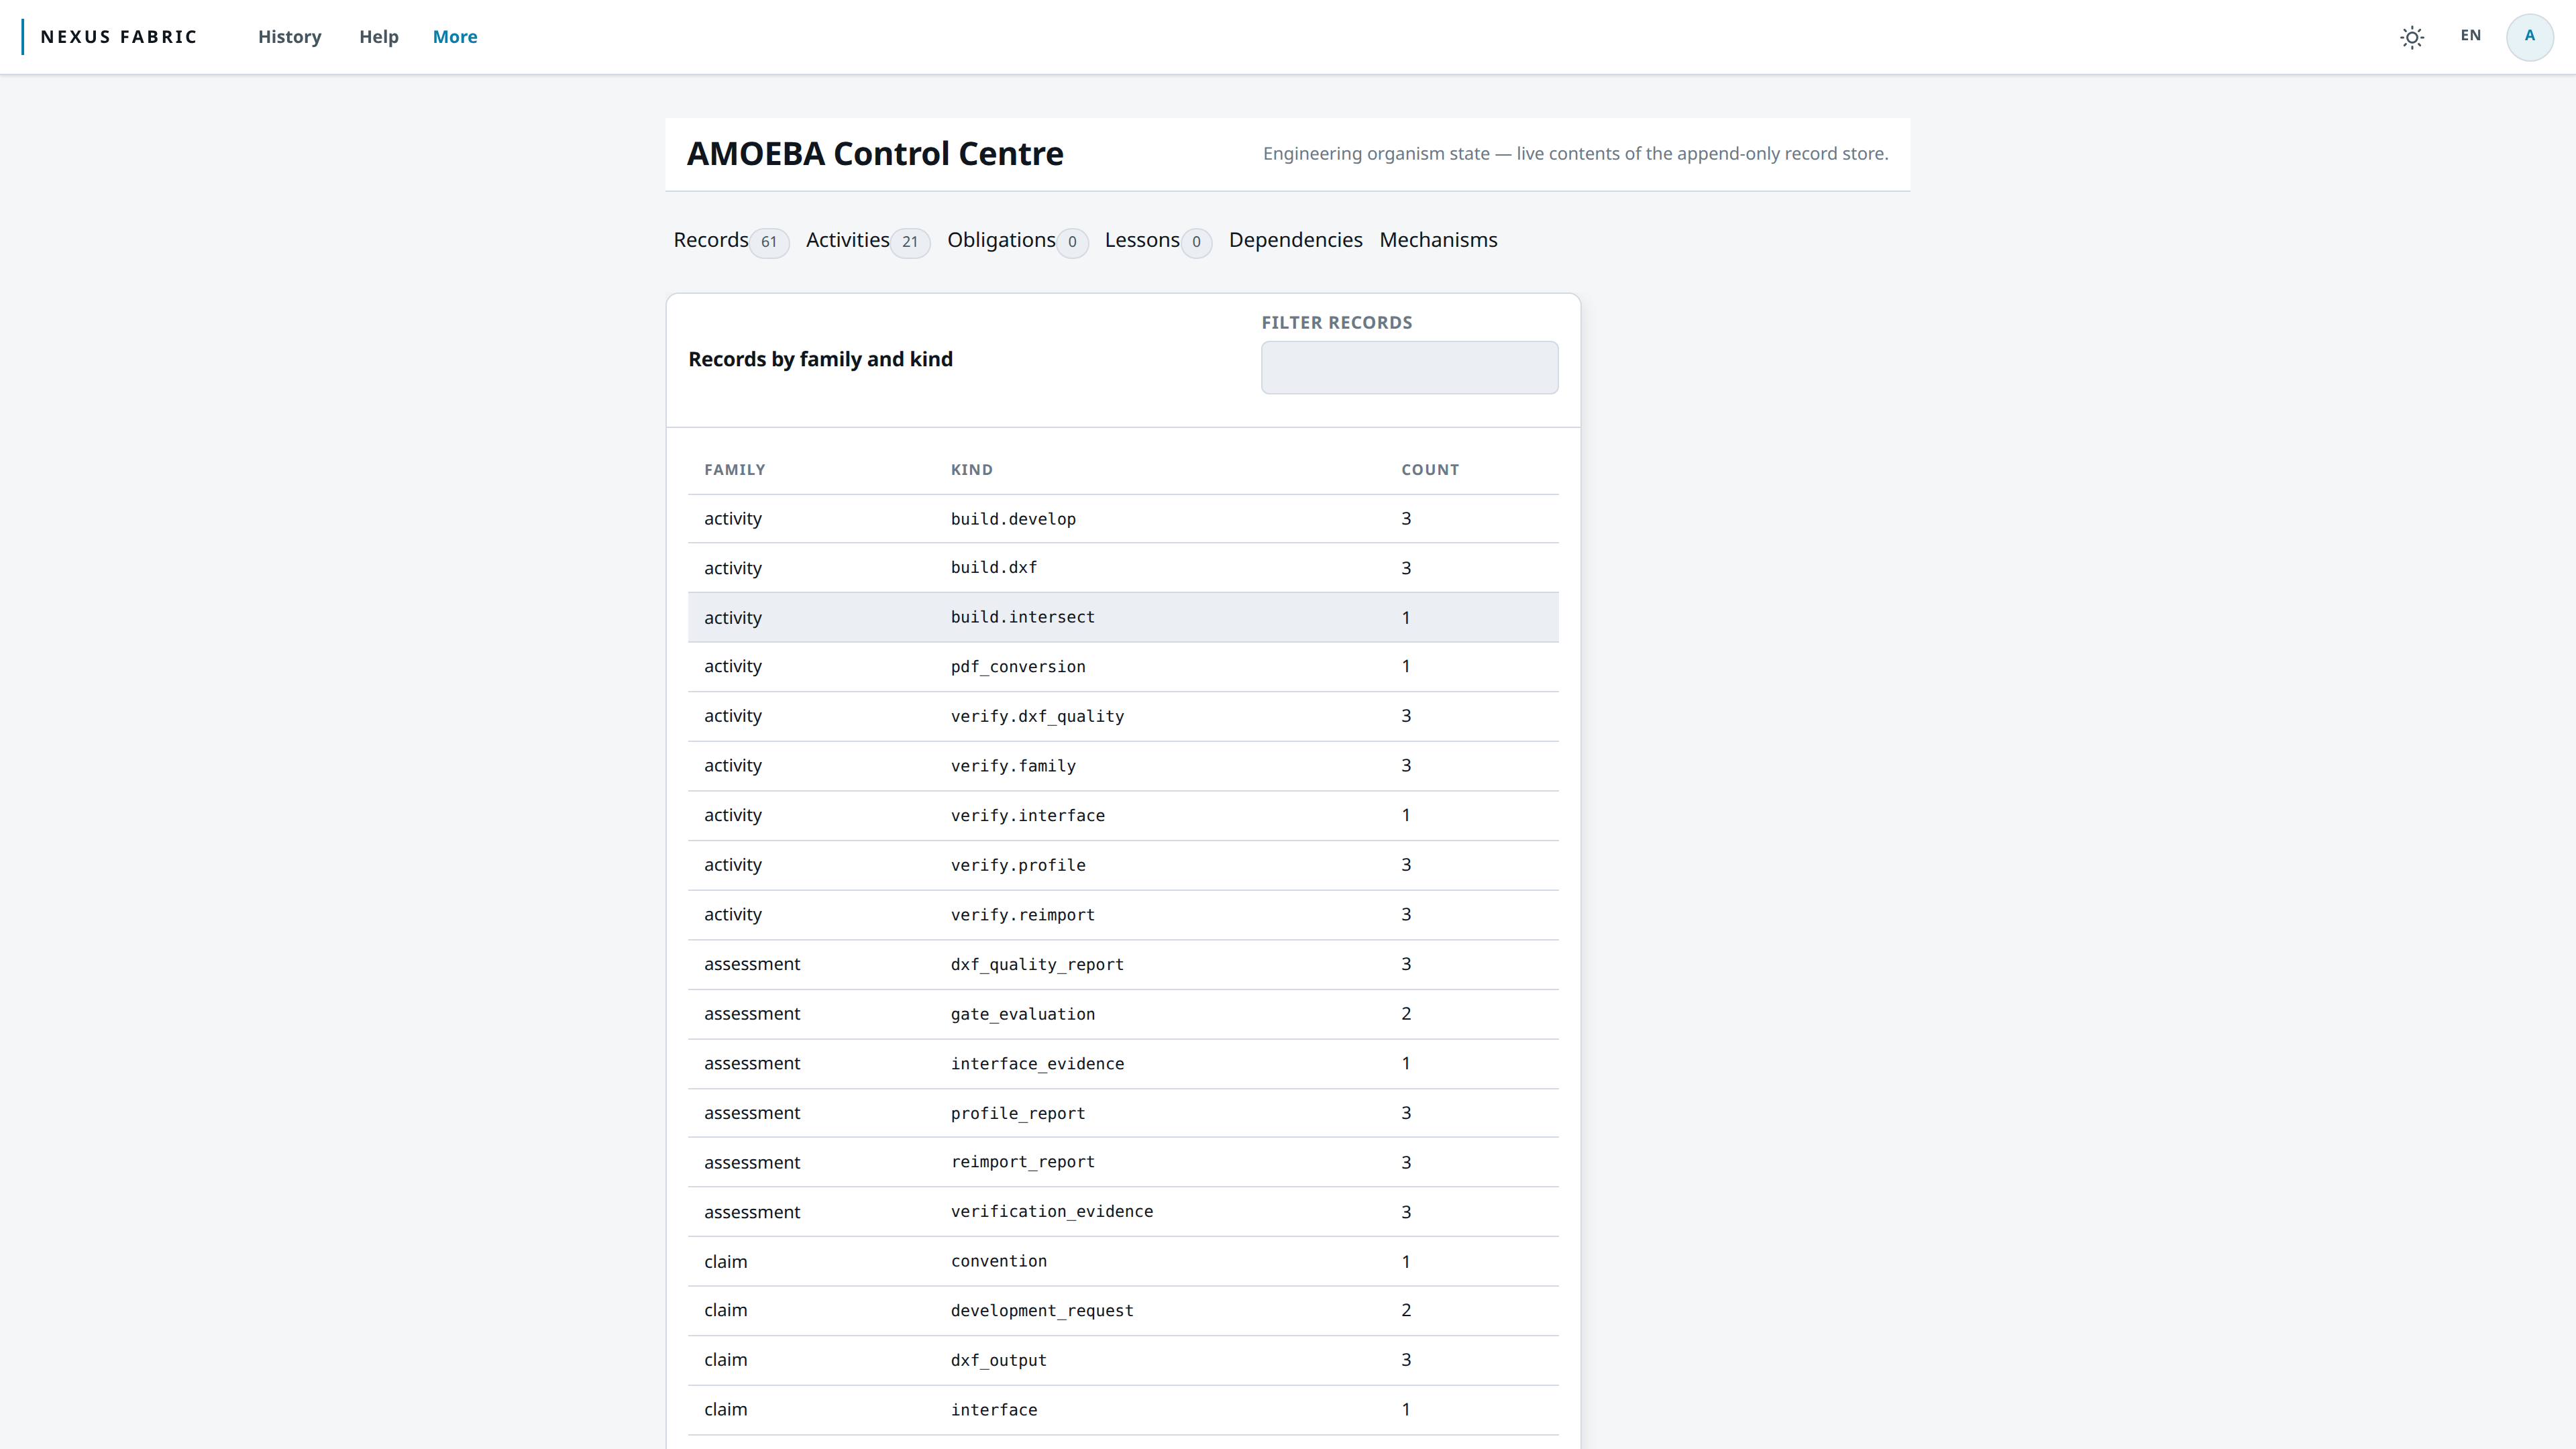 NEXUS FABRIC History Help More EN A
AMOEBA Control Centre Engineering organism state — live contents of the append-only record store.
Records 61 Activities 21 Obligations 0 Lessons 0 Dependencies Mechanisms
FILTER RECORDS
Records by family and kind
FAMILY KIND COUNT
activity build.develop 3
activity build.dxf 3
activity build.intersect 1
activity pdf_conversion 1
activity verify.dxf_quality 3
activity verify.family 3
activity verify.interface 1
activity verify.profile 3
activity verify.reimport 3
assessment dxf_quality_report 3
assessment gate_evaluation 2
assessment interface_evidence 1
assessment profile_report 3
assessment reimport_report 3
assessment verification_evidence 3
claim convention 1
claim development_request 2
claim dxf_output 3
claim interface 1